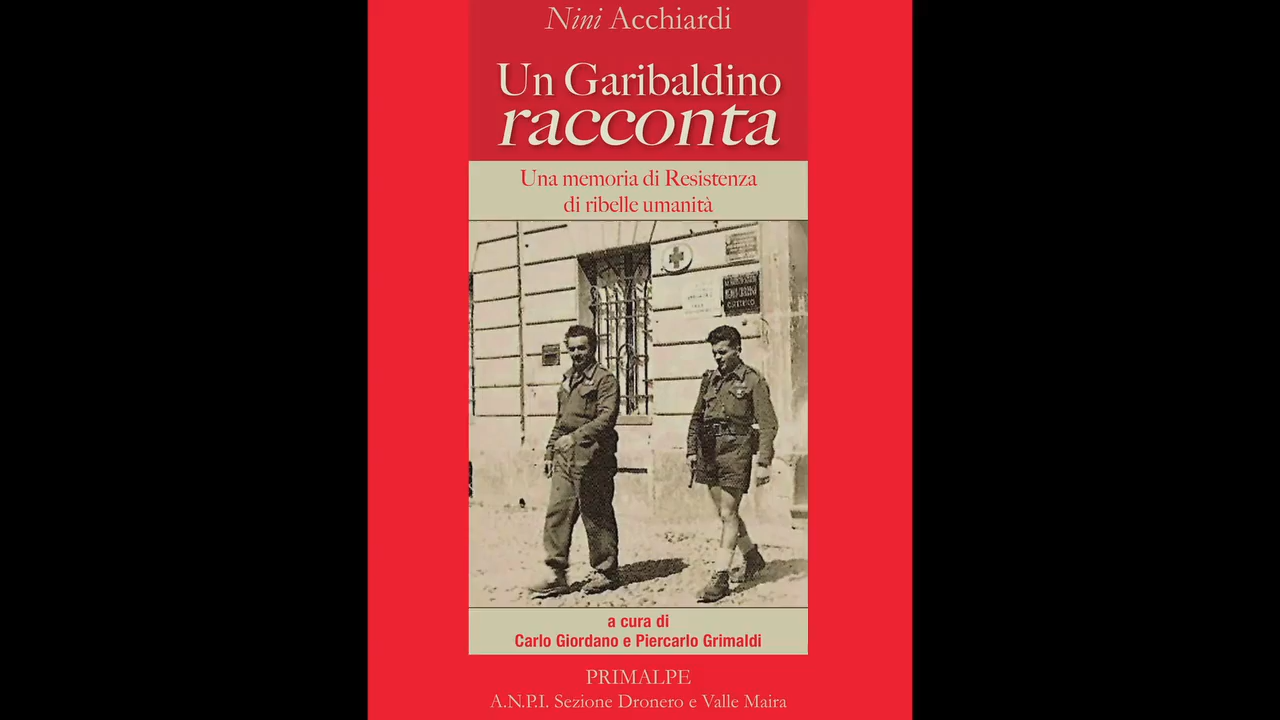 Nini Acchiardi
Un Garibaldino
racconta
Una memoria di Resistenza
di ribelle umanità
a cura di
Carlo Giordano e Piercarlo Grimaldi
PRIMALPE
A.N.P.I. Sezione Dronero e Valle Maira